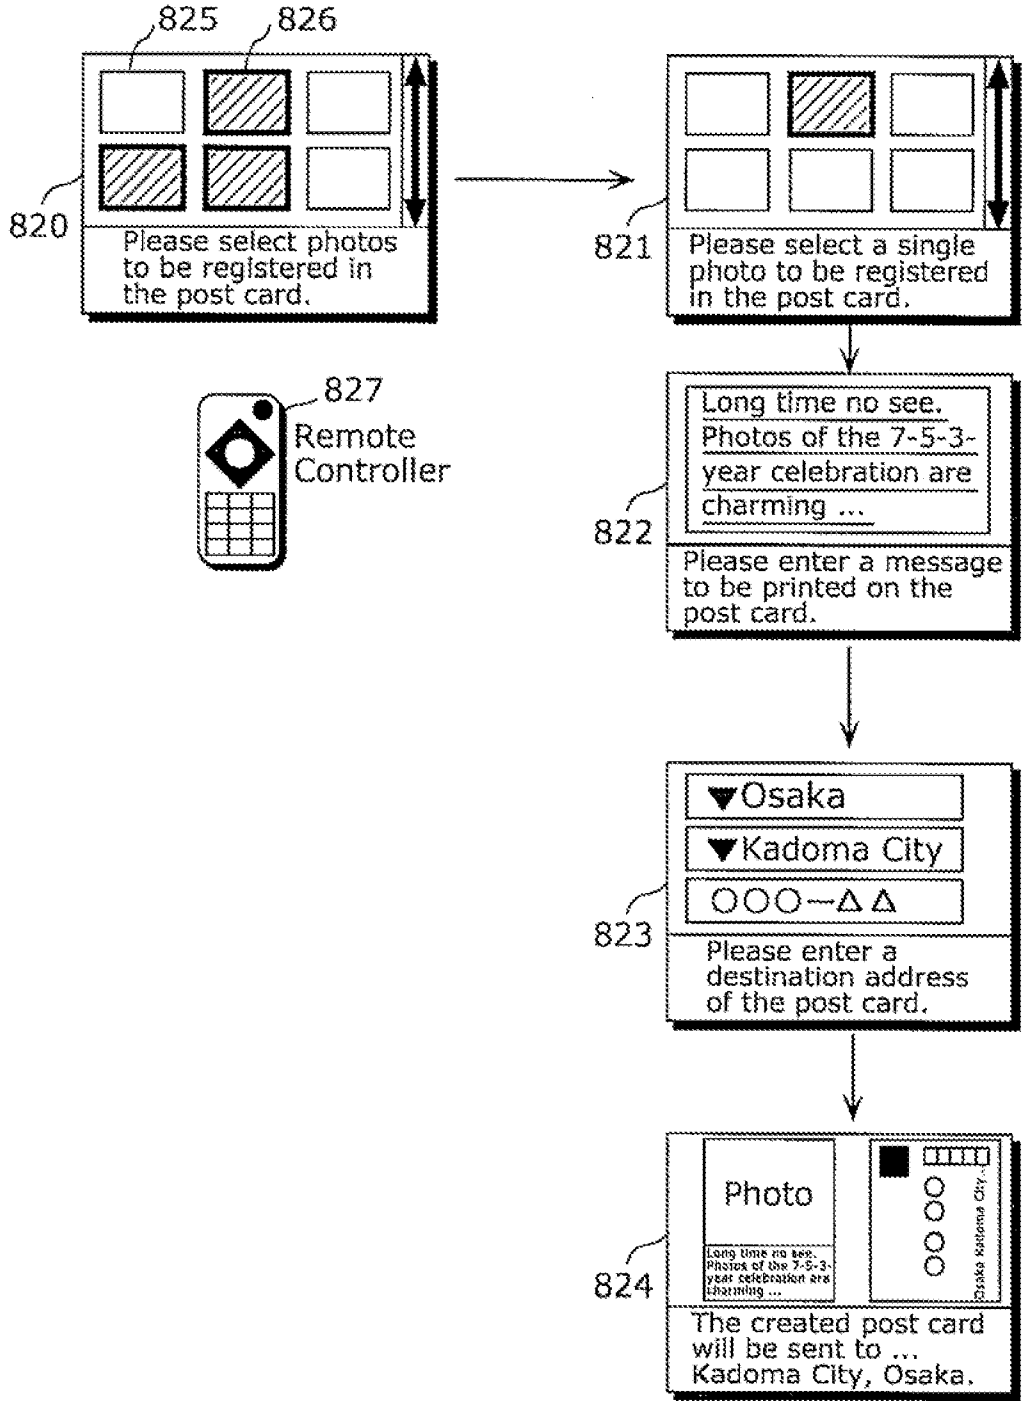 825
826
820
Please select photos
to be registered in
the post card.
821
Please select a single
photo to be registered
in the post card.
827
Remote
Controller
822
Long time no see.
Photos of the 7-5-3-
year celebration are
charming ...
Please enter a message
to be printed on the
post card.
823
▼Osaka
▼Kadoma City
○○○—△△
Please enter a
destination address
of the post card.
824
Photo
Long time no see.
Photos of the 7-5-3-
year celebration are
charming ...
○
○
○
○
Osaka Kadoma City...
The created post card
will be sent to ...
Kadoma City, Osaka.